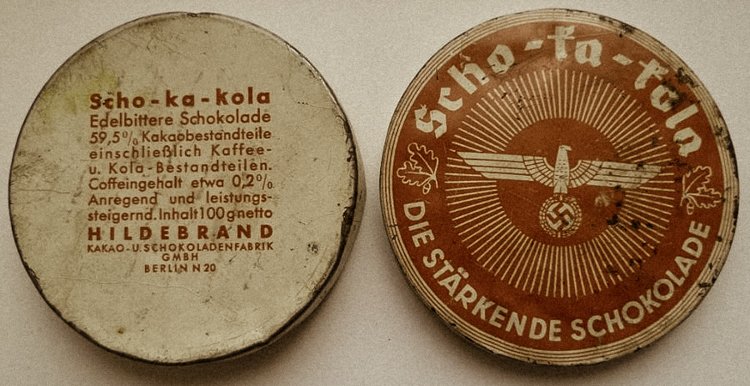 Scho-ka-kola
Edelbittere Schokolade
59,5% Kakaobestandteile
einschließlich Kaffee-
u. Kola-Bestandteilen.
Coffeingehalt etwa 0,2%
Anregend und leistungs-
steigernd. Inhalt 100g netto
HILDEBRAND
KAKAO-U. SCHOKOLADENFABRIK
GMBH
BERLIN N 20
Scho-ka-kola
DIE STÄRKENDE SCHOKOLADE